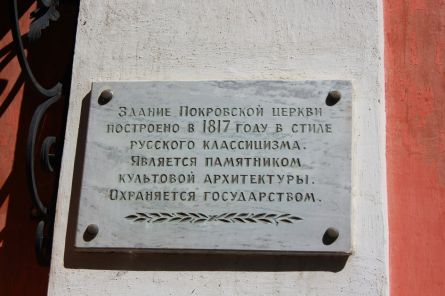 Здание Покровской церкви
построено в 1817 году в стиле
русского классицизма.
Является памятником
культовой архитектуры.
Охраняется государством.